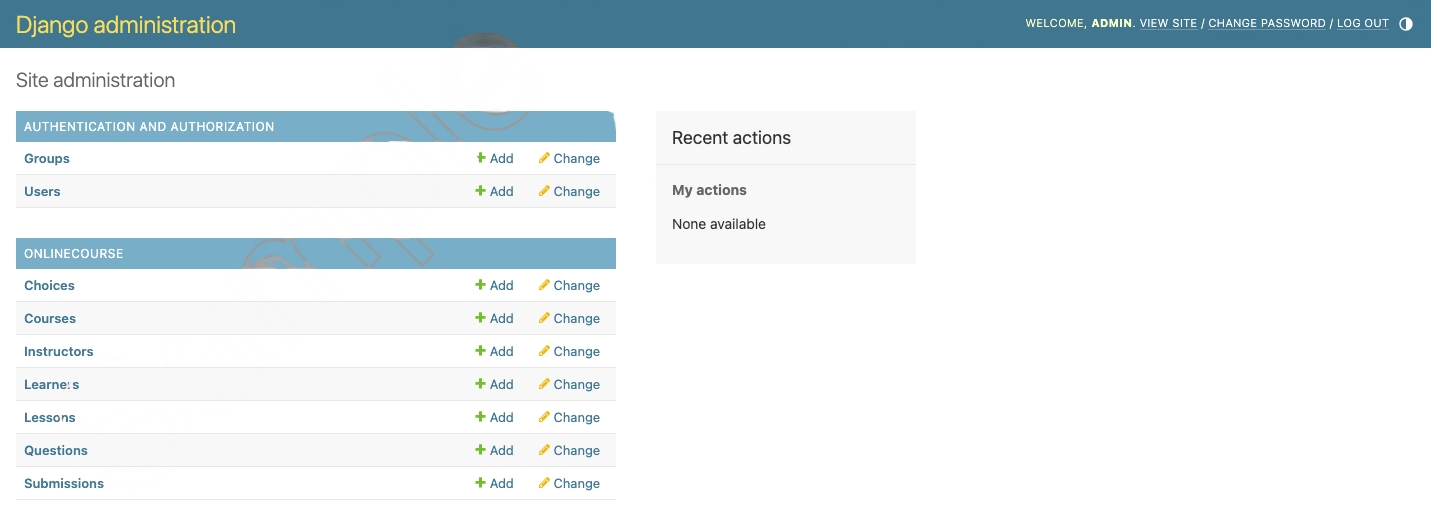 Django administration
WELCOME, ADMIN. VIEW SITE / CHANGE PASSWORD / LOG OUT
Site administration
AUTHENTICATION AND AUTHORIZATION
Groups Add Change
Users Add Change
ONLINECOURSE
Choices Add Change
Courses Add Change
Instructors Add Change
Learners Add Change
Lessons Add Change
Questions Add Change
Submissions Add Change
Recent actions
My actions
None available